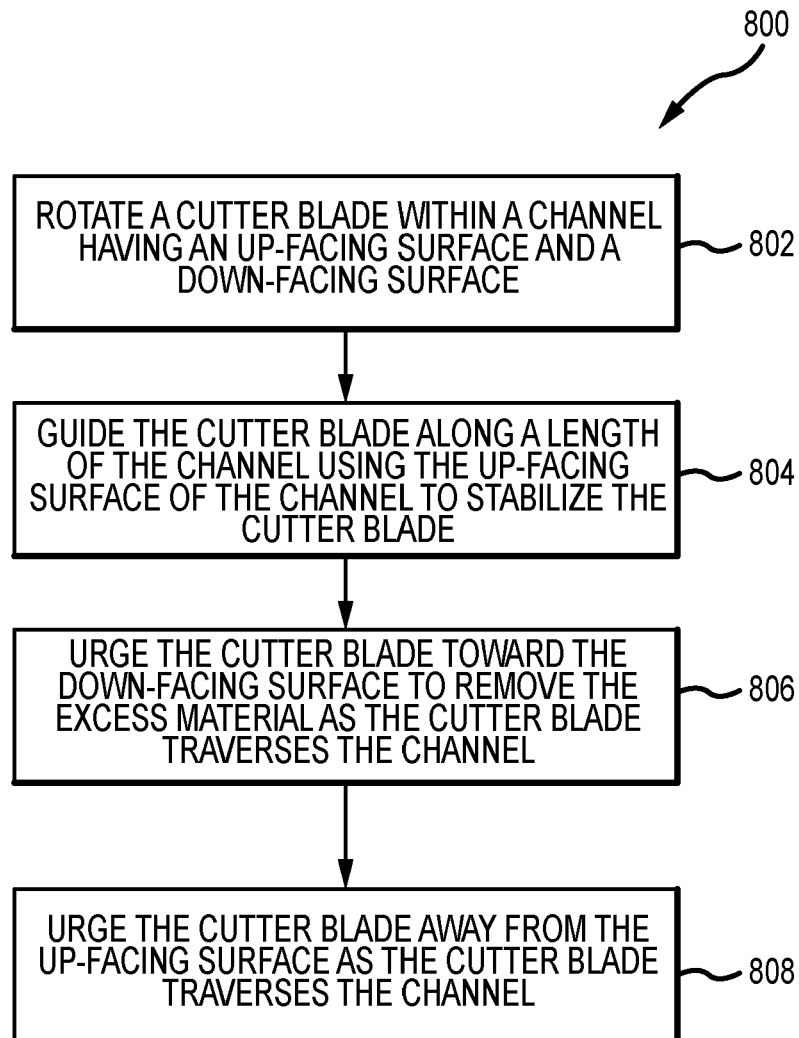 800
ROTATE A CUTTER BLADE WITHIN A CHANNEL
HAVING AN UP-FACING SURFACE AND A
DOWN-FACING SURFACE
802
GUIDE THE CUTTER BLADE ALONG A LENGTH
OF THE CHANNEL USING THE UP-FACING
SURFACE OF THE CHANNEL TO STABILIZE THE
CUTTER BLADE
804
URGE THE CUTTER BLADE TOWARD THE
DOWN-FACING SURFACE TO REMOVE THE
EXCESS MATERIAL AS THE CUTTER BLADE
TRAVERSES THE CHANNEL
806
URGE THE CUTTER BLADE AWAY FROM THE
UP-FACING SURFACE AS THE CUTTER BLADE
TRAVERSES THE CHANNEL
808